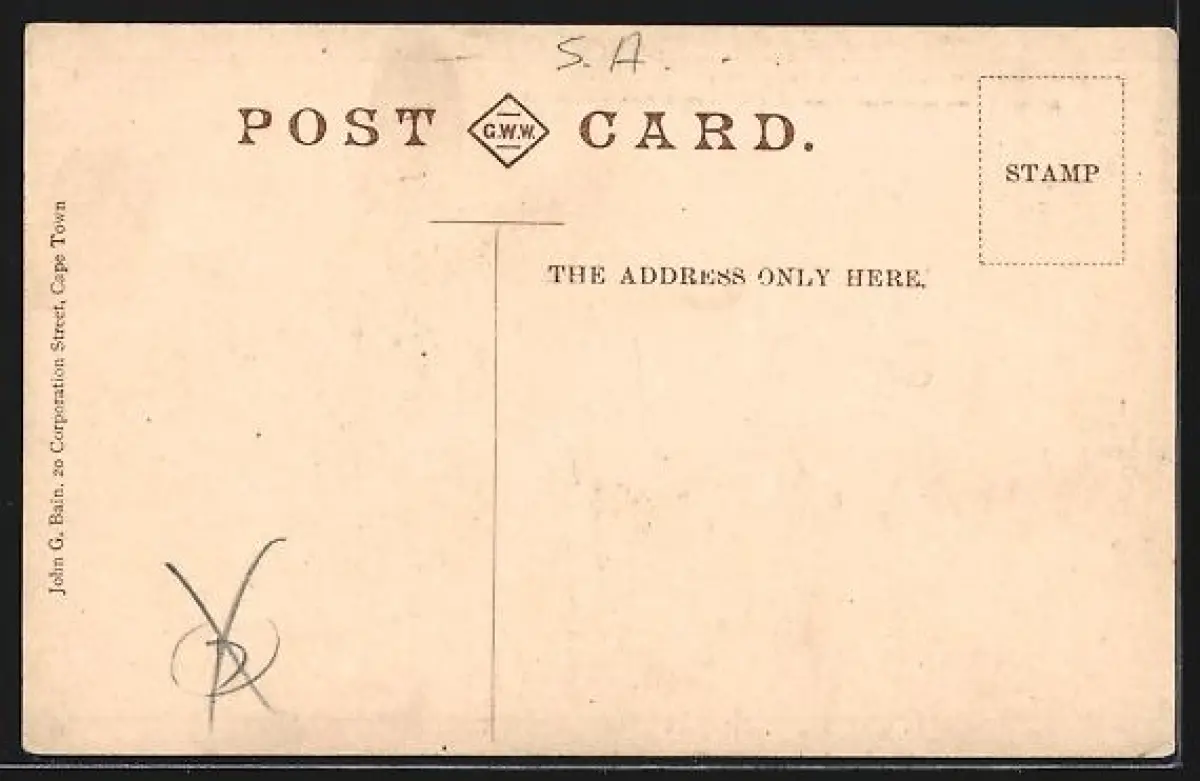 S. A.
POST G.W.W. CARD.
STAMP
THE ADDRESS ONLY HERE.
John G. Bain, 20 Corporation Street, Cape Town